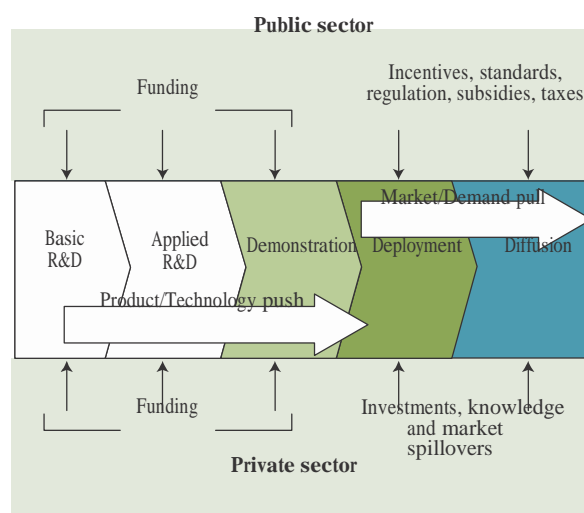 Public sector
Funding
Incentives, standards,
regulation, subsidies, taxes
Market/Demand pull
Basic
R&D
Applied
R&D
Demonstration
Deployment
Diffusion
Product/Technology push
Funding
Investments, knowledge
and market
spillovers
Private sector